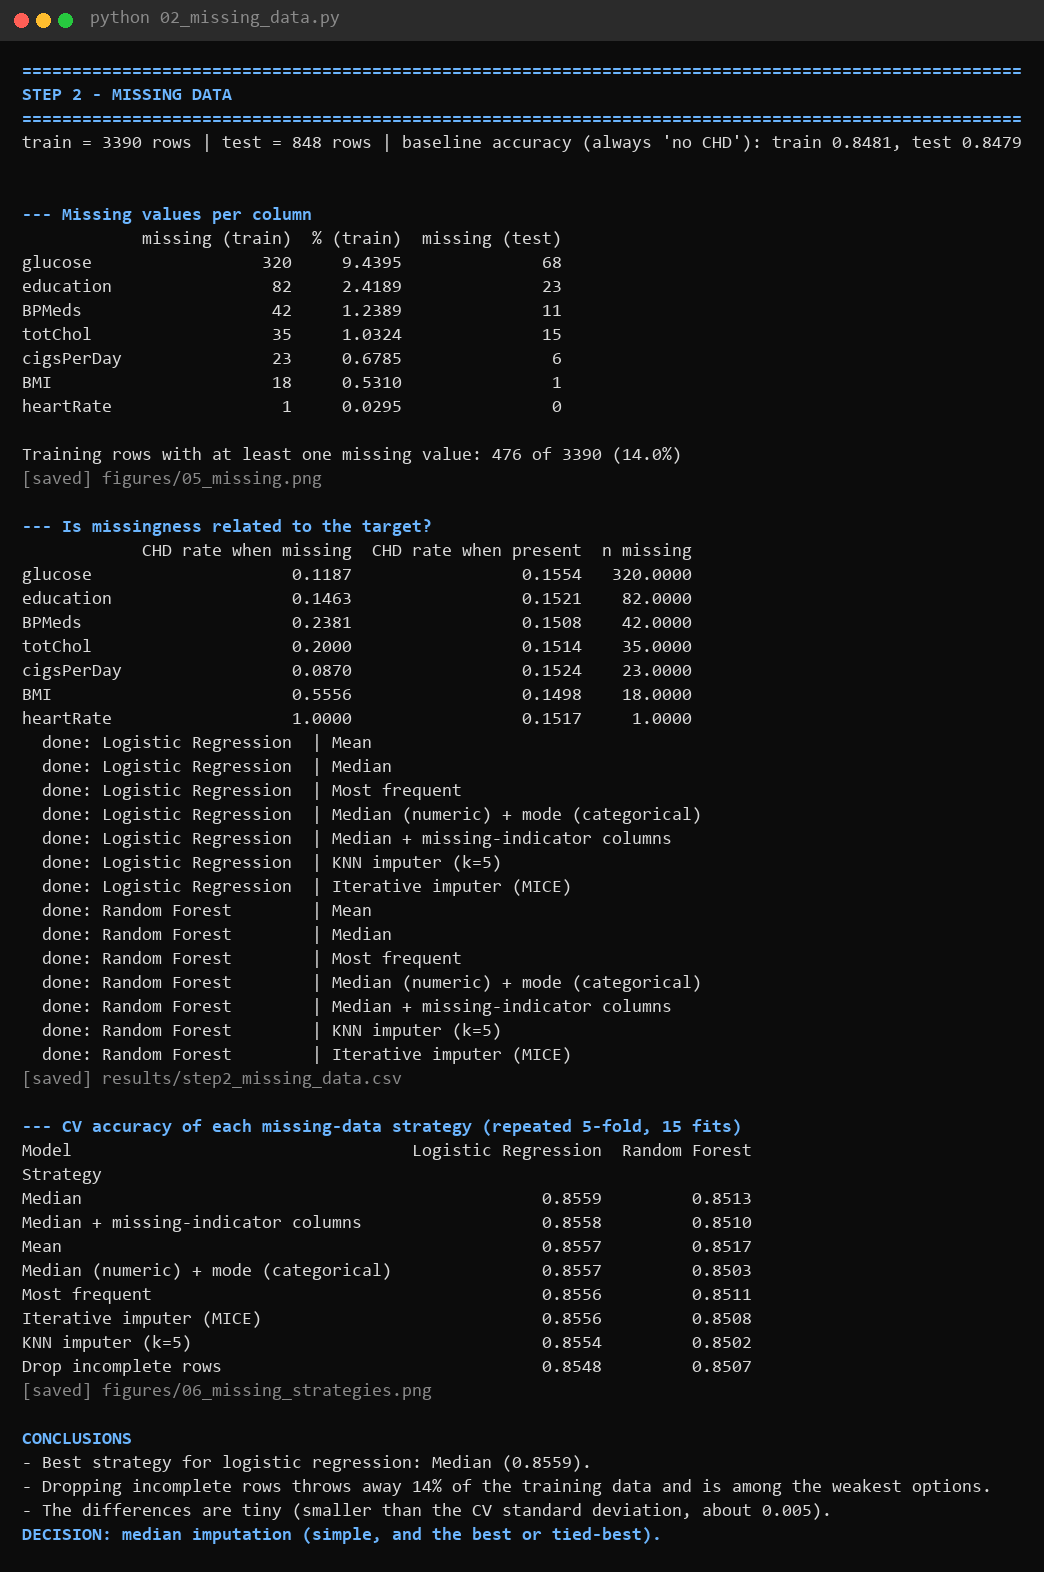 python 02_missing_data.py
====================================================================================================
STEP 2 - MISSING DATA
====================================================================================================
train = 3390 rows | test = 848 rows | baseline accuracy (always 'no CHD'): train 0.8481, test 0.8479
--- Missing values per column
            missing (train)  % (train)  missing (test)
glucose                 320     9.4395              68
education                82     2.4189              23
BPMeds                   42     1.2389              11
totChol                  35     1.0324              15
cigsPerDay               23     0.6785               6
BMI                      18     0.5310               1
heartRate                 1     0.0295               0
Training rows with at least one missing value: 476 of 3390 (14.0%)
[saved] figures/05_missing.png
--- Is missingness related to the target?
            CHD rate when missing  CHD rate when present  n missing
glucose                    0.1187                 0.1554   320.0000
education                  0.1463                 0.1521    82.0000
BPMeds                     0.2381                 0.1508    42.0000
totChol                    0.2000                 0.1514    35.0000
cigsPerDay                 0.0870                 0.1524    23.0000
BMI                        0.5556                 0.1498    18.0000
heartRate                  1.0000                 0.1517     1.0000
  done: Logistic Regression  | Mean
  done: Logistic Regression  | Median
  done: Logistic Regression  | Most frequent
  done: Logistic Regression  | Median (numeric) + mode (categorical)
  done: Logistic Regression  | Median + missing-indicator columns
  done: Logistic Regression  | KNN imputer (k=5)
  done: Logistic Regression  | Iterative imputer (MICE)
  done: Random Forest        | Mean
  done: Random Forest        | Median
  done: Random Forest        | Most frequent
  done: Random Forest        | Median (numeric) + mode (categorical)
  done: Random Forest        | Median + missing-indicator columns
  done: Random Forest        | KNN imputer (k=5)
  done: Random Forest        | Iterative imputer (MICE)
[saved] results/step2_missing_data.csv
--- CV accuracy of each missing-data strategy (repeated 5-fold, 15 fits)
Model                                  Logistic Regression  Random Forest
Strategy
Median                                              0.8559         0.8513
Median + missing-indicator columns                  0.8558         0.8510
Mean                                                0.8557         0.8517
Median (numeric) + mode (categorical)               0.8557         0.8503
Most frequent                                       0.8556         0.8511
Iterative imputer (MICE)                            0.8556         0.8508
KNN imputer (k=5)                                   0.8554         0.8502
Drop incomplete rows                                0.8548         0.8507
[saved] figures/06_missing_strategies.png
CONCLUSIONS
- Best strategy for logistic regression: Median (0.8559).
- Dropping incomplete rows throws away 14% of the training data and is among the weakest options.
- The differences are tiny (smaller than the CV standard deviation, about 0.005).
DECISION: median imputation (simple, and the best or tied-best).